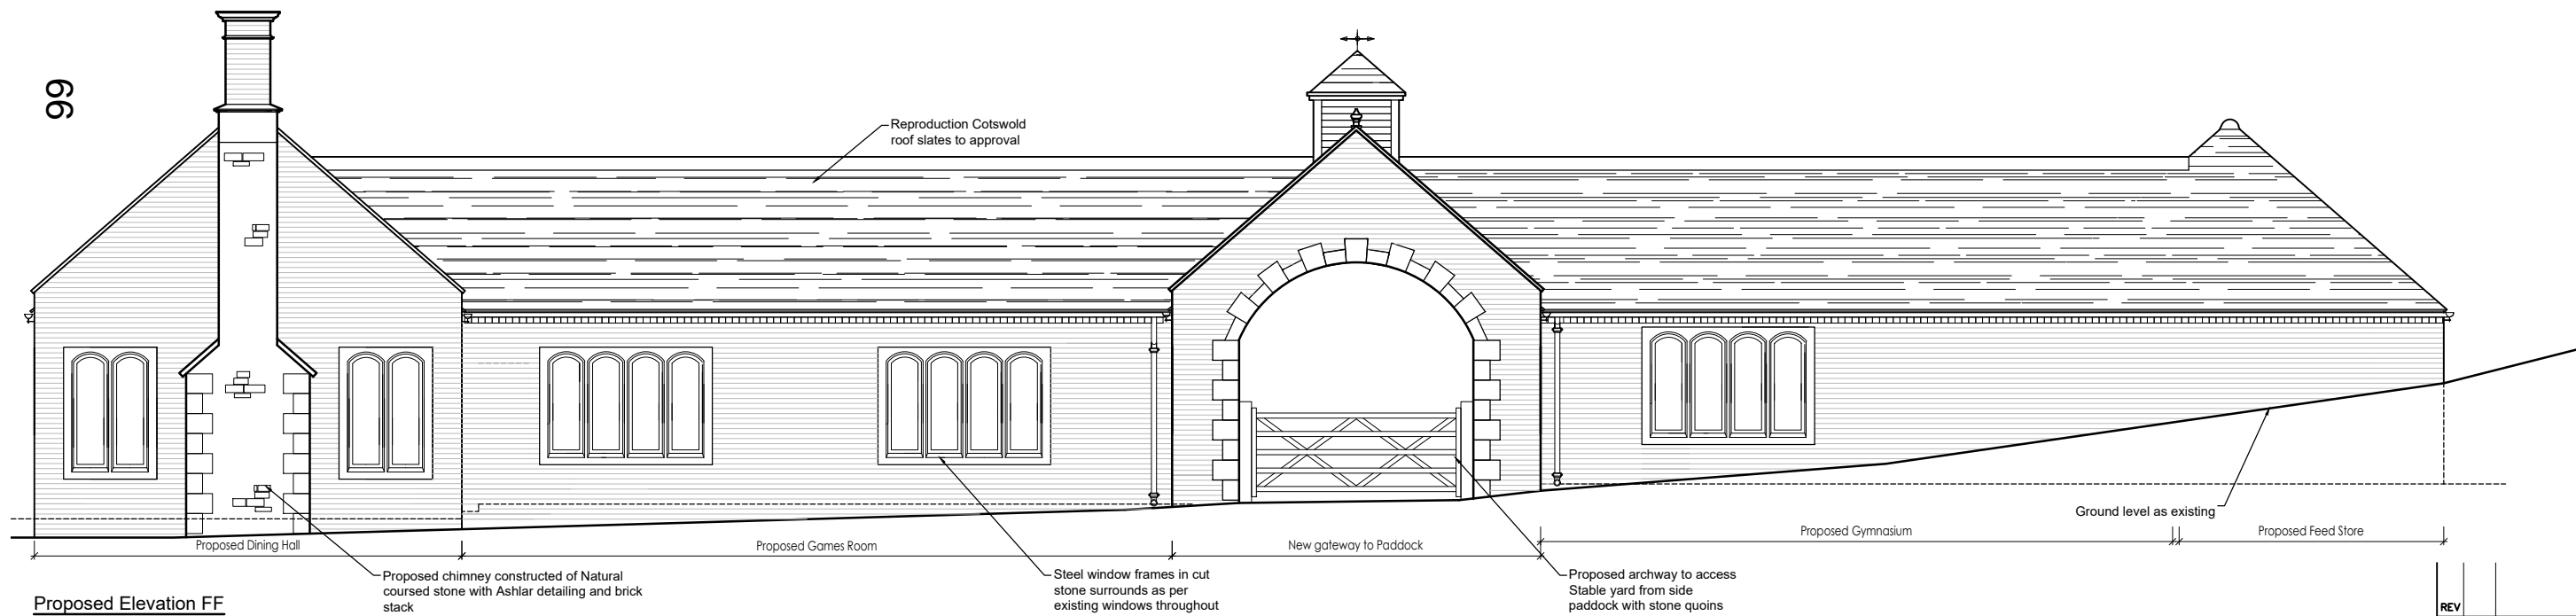 66
Reproduction Cotswold
roof slates to approval
Ground level as existing
Proposed Dining Hall
Proposed Games Room
New gateway to Paddock
Proposed Gymnasium
Proposed Feed Store
Proposed chimney constructed of Natural
coursed stone with Ashlar detailing and brick
stack
Steel window frames in cut
stone surrounds as per
existing windows throughout
Proposed archway to access
Stable yard from side
paddock with stone quoins
Proposed Elevation FF
REV